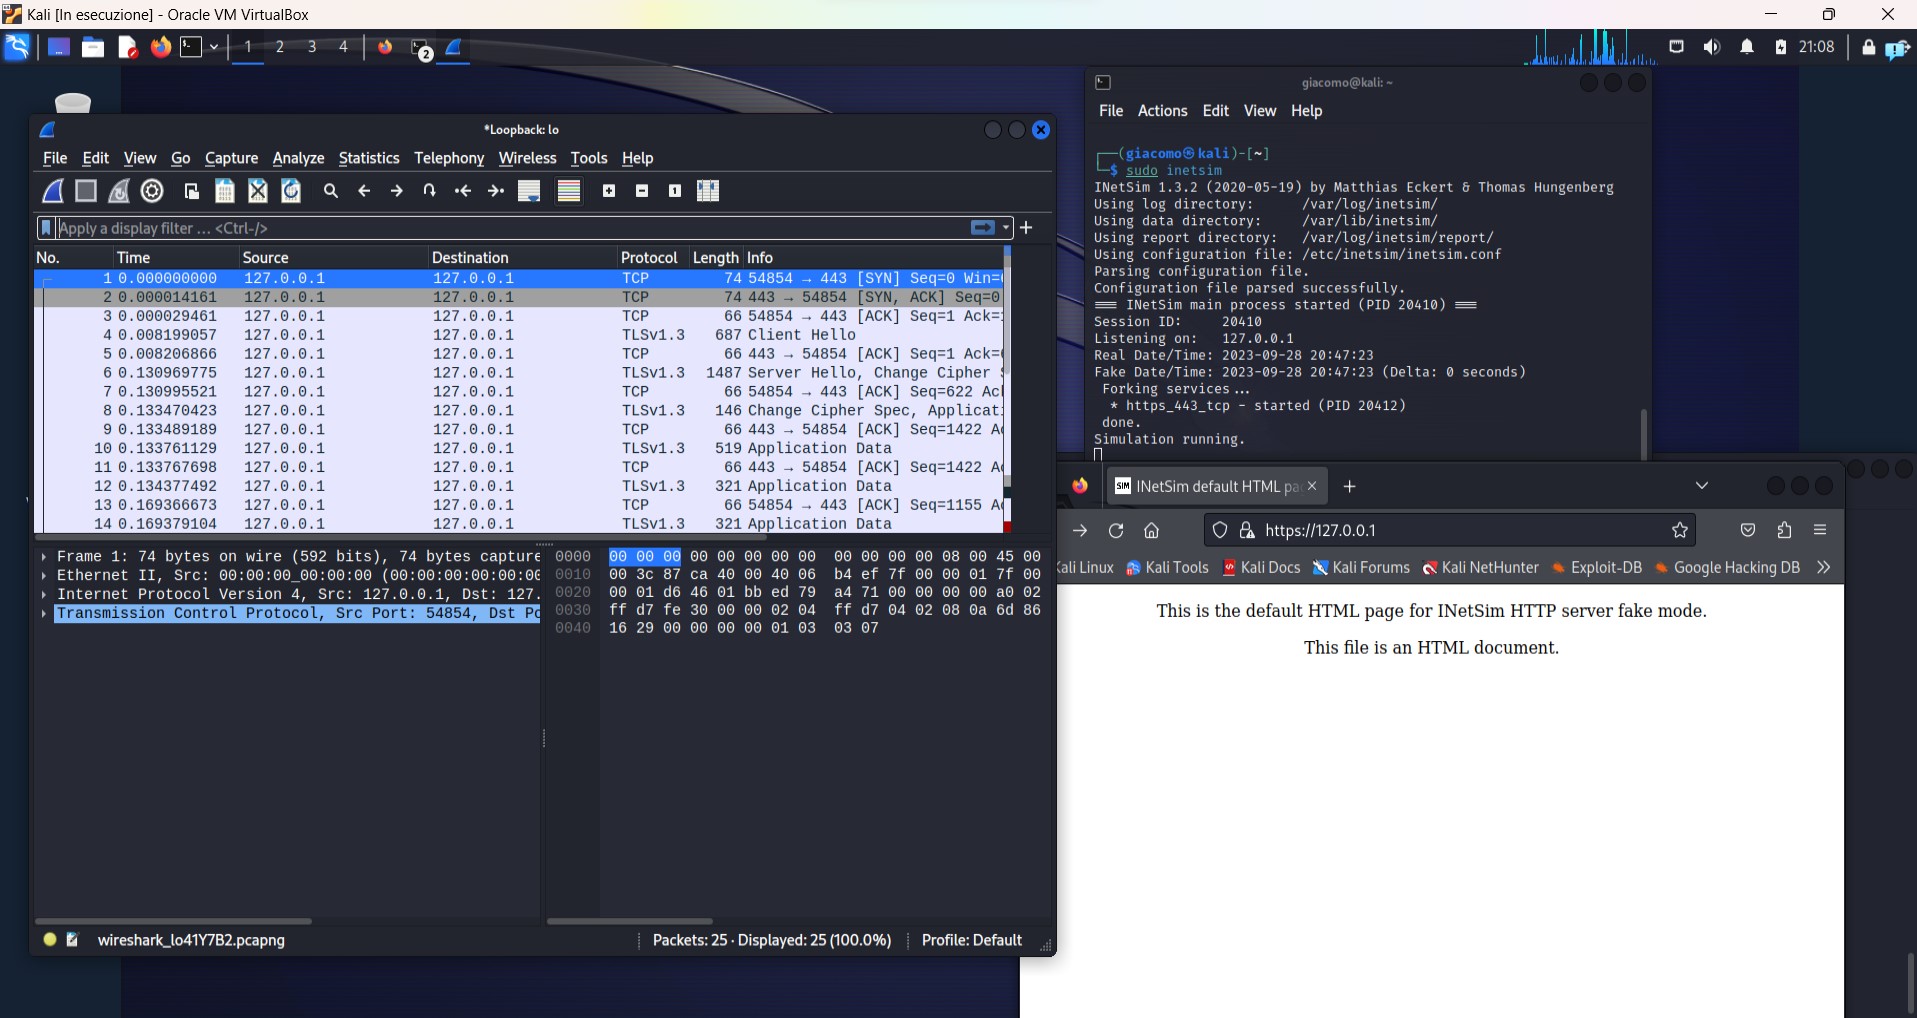 Kali [In esecuzione] - Oracle VM VirtualBox
1 2 3 4
2
21:08
*Loopback: lo
File Edit View Go Capture Analyze Statistics Telephony Wireless Tools Help
Apply a display filter ... <Ctrl-/>
No. Time Source Destination Protocol Length Info
1 0.000000000 127.0.0.1 127.0.0.1 TCP 74 54854 → 443 [SYN] Seq=0 Win=
2 0.000014161 127.0.0.1 127.0.0.1 TCP 74 443 → 54854 [SYN, ACK] Seq=0
3 0.000029461 127.0.0.1 127.0.0.1 TCP 66 54854 → 443 [ACK] Seq=1 Ack=
4 0.008199057 127.0.0.1 127.0.0.1 TLSv1.3 687 Client Hello
5 0.008206866 127.0.0.1 127.0.0.1 TCP 66 443 → 54854 [ACK] Seq=1 Ack=
6 0.130969775 127.0.0.1 127.0.0.1 TLSv1.3 1487 Server Hello, Change Cipher
7 0.130995521 127.0.0.1 127.0.0.1 TCP 66 54854 → 443 [ACK] Seq=622 Ac
8 0.133470423 127.0.0.1 127.0.0.1 TLSv1.3 146 Change Cipher Spec, Applicat
9 0.133489189 127.0.0.1 127.0.0.1 TCP 66 443 → 54854 [ACK] Seq=1422 A
10 0.133761129 127.0.0.1 127.0.0.1 TLSv1.3 519 Application Data
11 0.133767698 127.0.0.1 127.0.0.1 TCP 66 443 → 54854 [ACK] Seq=1422 A
12 0.134377492 127.0.0.1 127.0.0.1 TLSv1.3 321 Application Data
13 0.169366673 127.0.0.1 127.0.0.1 TCP 66 54854 → 443 [ACK] Seq=1155 A
14 0.169379104 127.0.0.1 127.0.0.1 TLSv1.3 321 Application Data
Frame 1: 74 bytes on wire (592 bits), 74 bytes capture
Ethernet II, Src: 00:00:00_00:00:00 (00:00:00:00:00:00
Internet Protocol Version 4, Src: 127.0.0.1, Dst: 127.
Transmission Control Protocol, Src Port: 54854, Dst Po
0000 00 00 00 00 00 00 00 00 00 00 00 00 08 00 45 00
0010 00 3c 87 ca 40 00 40 06 b4 ef 7f 00 00 01 7f 00
0020 00 01 d6 46 01 bb ed 79 a4 71 00 00 00 00 a0 02
0030 ff d7 fe 30 00 00 02 04 ff d7 04 02 08 0a 6d 86
0040 16 29 00 00 00 00 01 03 03 07
wireshark_lo41Y7B2.pcapng
Packets: 25 · Displayed: 25 (100.0%)
Profile: Default
giacomo@kali: ~
File Actions Edit View Help
(giacomo㉿kali)-[~]
$ sudo inetsim
INetSim 1.3.2 (2020-05-19) by Matthias Eckert & Thomas Hungenberg
Using log directory: /var/log/inetsim/
Using data directory: /var/lib/inetsim/
Using report directory: /var/log/inetsim/report/
Using configuration file: /etc/inetsim/inetsim.conf
Parsing configuration file.
Configuration file parsed successfully.
=== INetSim main process started (PID 20410) ===
Session ID: 20410
Listening on: 127.0.0.1
Real Date/Time: 2023-09-28 20:47:23
Fake Date/Time: 2023-09-28 20:47:23 (Delta: 0 seconds)
Forking services ...
* https_443_tcp - started (PID 20412)
done.
Simulation running.
SIM INetSim default HTML pa
https://127.0.0.1
Kali Linux Kali Tools Kali Docs Kali Forums Kali NetHunter Exploit-DB Google Hacking DB
This is the default HTML page for INetSim HTTP server fake mode.
This file is an HTML document.